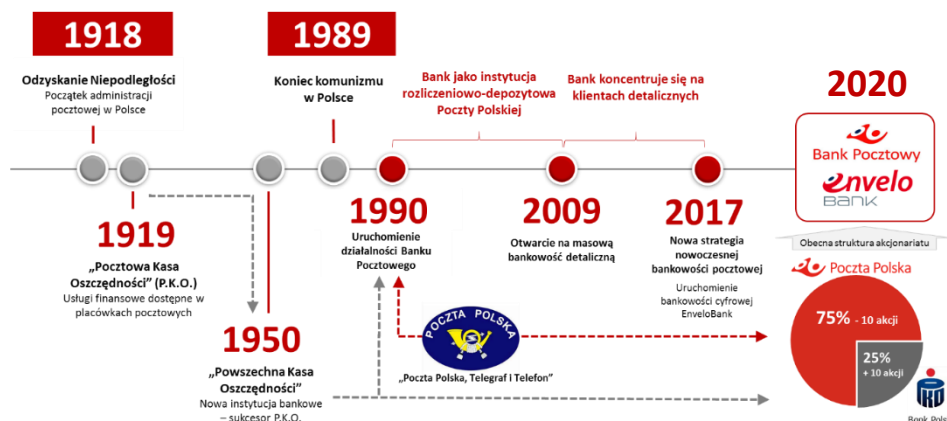 1918
Odzyskanie Niepodległości
Początek administracji
pocztowej w Polsce
1989
Koniec komunizmu
w Polsce
Bank jako instytucja
rozliczeniowo-depozytowa
Poczty Polskiej
Bank koncentruje się na
klientach detalicznych
2020
Bank Pocztowy
envelo
BANK
1919
„Pocztowa Kasa
Oszczędności” (P.K.O.)
Usługi finansowe dostępne w
placówkach pocztowych
1950
„Powszechna Kasa
Oszczędności”
Nowa instytucja bankowe
– sukcesor P.K.O.
1990
Uruchomienie
działalności Banku
Pocztowego
POCZTA POLSKA
„Poczta Polska, Telegraf i Telefon”
2009
Otwarcie na masową
bankowość detaliczną
2017
Nowa strategia
nowoczesnej
bankowości pocztowej
Uruchomienie
bankowości cyfrowej
EnveloBank
Obecna struktura akcjonariatu
Poczta Polska
75% - 10 akcji
25%
+ 10 akcji
Bank Pols